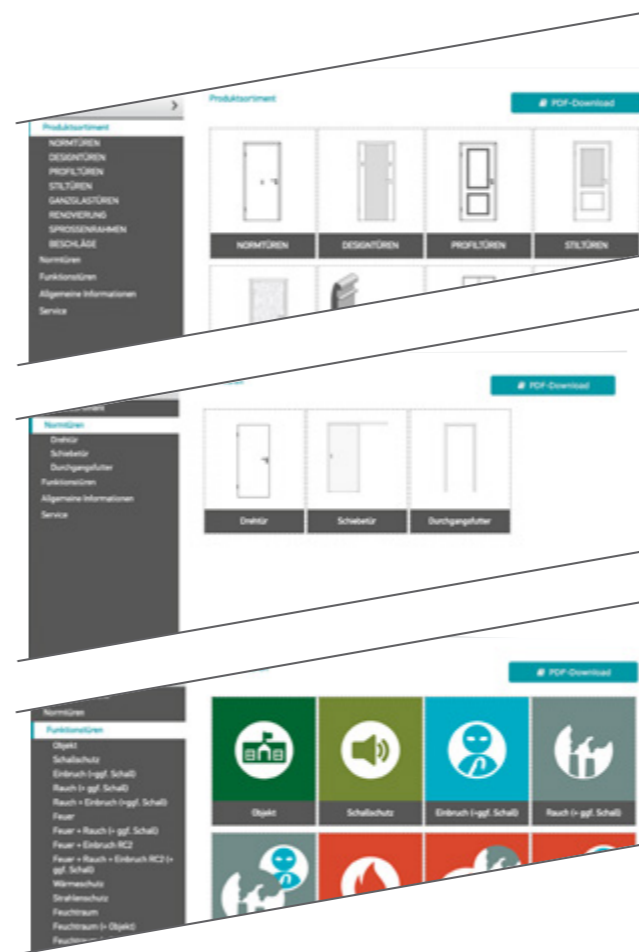 Produktsortiment
PDF-Download
Produktsortiment
NORMTÜREN
DESIGNTÜREN
PROFILTÜREN
STILTÜREN
GANZGLASTÜREN
RENOVIERUNG
SPROSSENRAHMEN
BESCHLÄGE
Normtüren
Funktionstüren
Allgemeine Informationen
Service
NORMTÜREN
DESIGNTÜREN
PROFILTÜREN
STILTÜREN
PDF-Download
Normtüren
Drehtür
Schiebetür
Durchgangsfutter
Funktionstüren
Allgemeine Informationen
Service
Drehtür
Schiebetür
Durchgangsfutter
PDF-Download
Normtüren
Funktionstüren
Objekt
Schallschutz
Einbruch (+ggf. Schall)
Rauch (+ ggf. Schall)
Rauch + Einbruch (+ggf. Schall)
Feuer
Feuer + Rauch (+ ggf. Schall)
Feuer + Einbruch RC2
Feuer + Rauch + Einbruch RC2 (+
ggf. Schall)
Wärmeschutz
Strahlenschutz
Feuchtraum
Feuchtraum (+ Objekt)
Objekt
Schallschutz
Einbruch (+ggf. Schall)
Rauch (+ ggf. Schall)